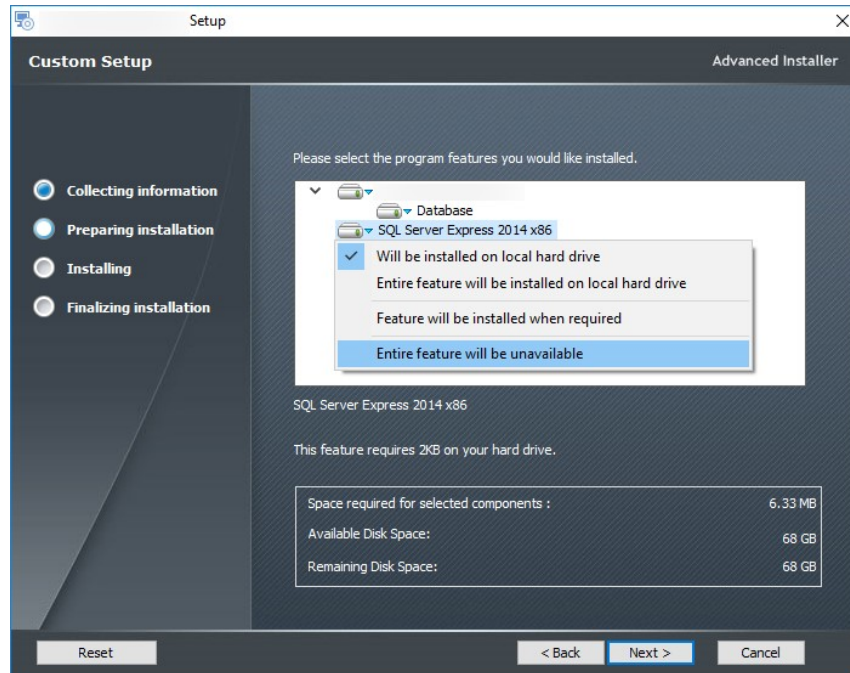 Setup
Custom Setup
Advanced Installer
Please select the program features you would like installed.
Collecting information
Preparing installation
Installing
Finalizing installation
Database
SQL Server Express 2014 x86
Will be installed on local hard drive
Entire feature will be installed on local hard drive
Feature will be installed when required
Entire feature will be unavailable
SQL Server Express 2014 x86
This feature requires 2KB on your hard drive.
Space required for selected components : 6.33 MB
Available Disk Space: 68 GB
Remaining Disk Space: 68 GB
Reset < Back Next > Cancel